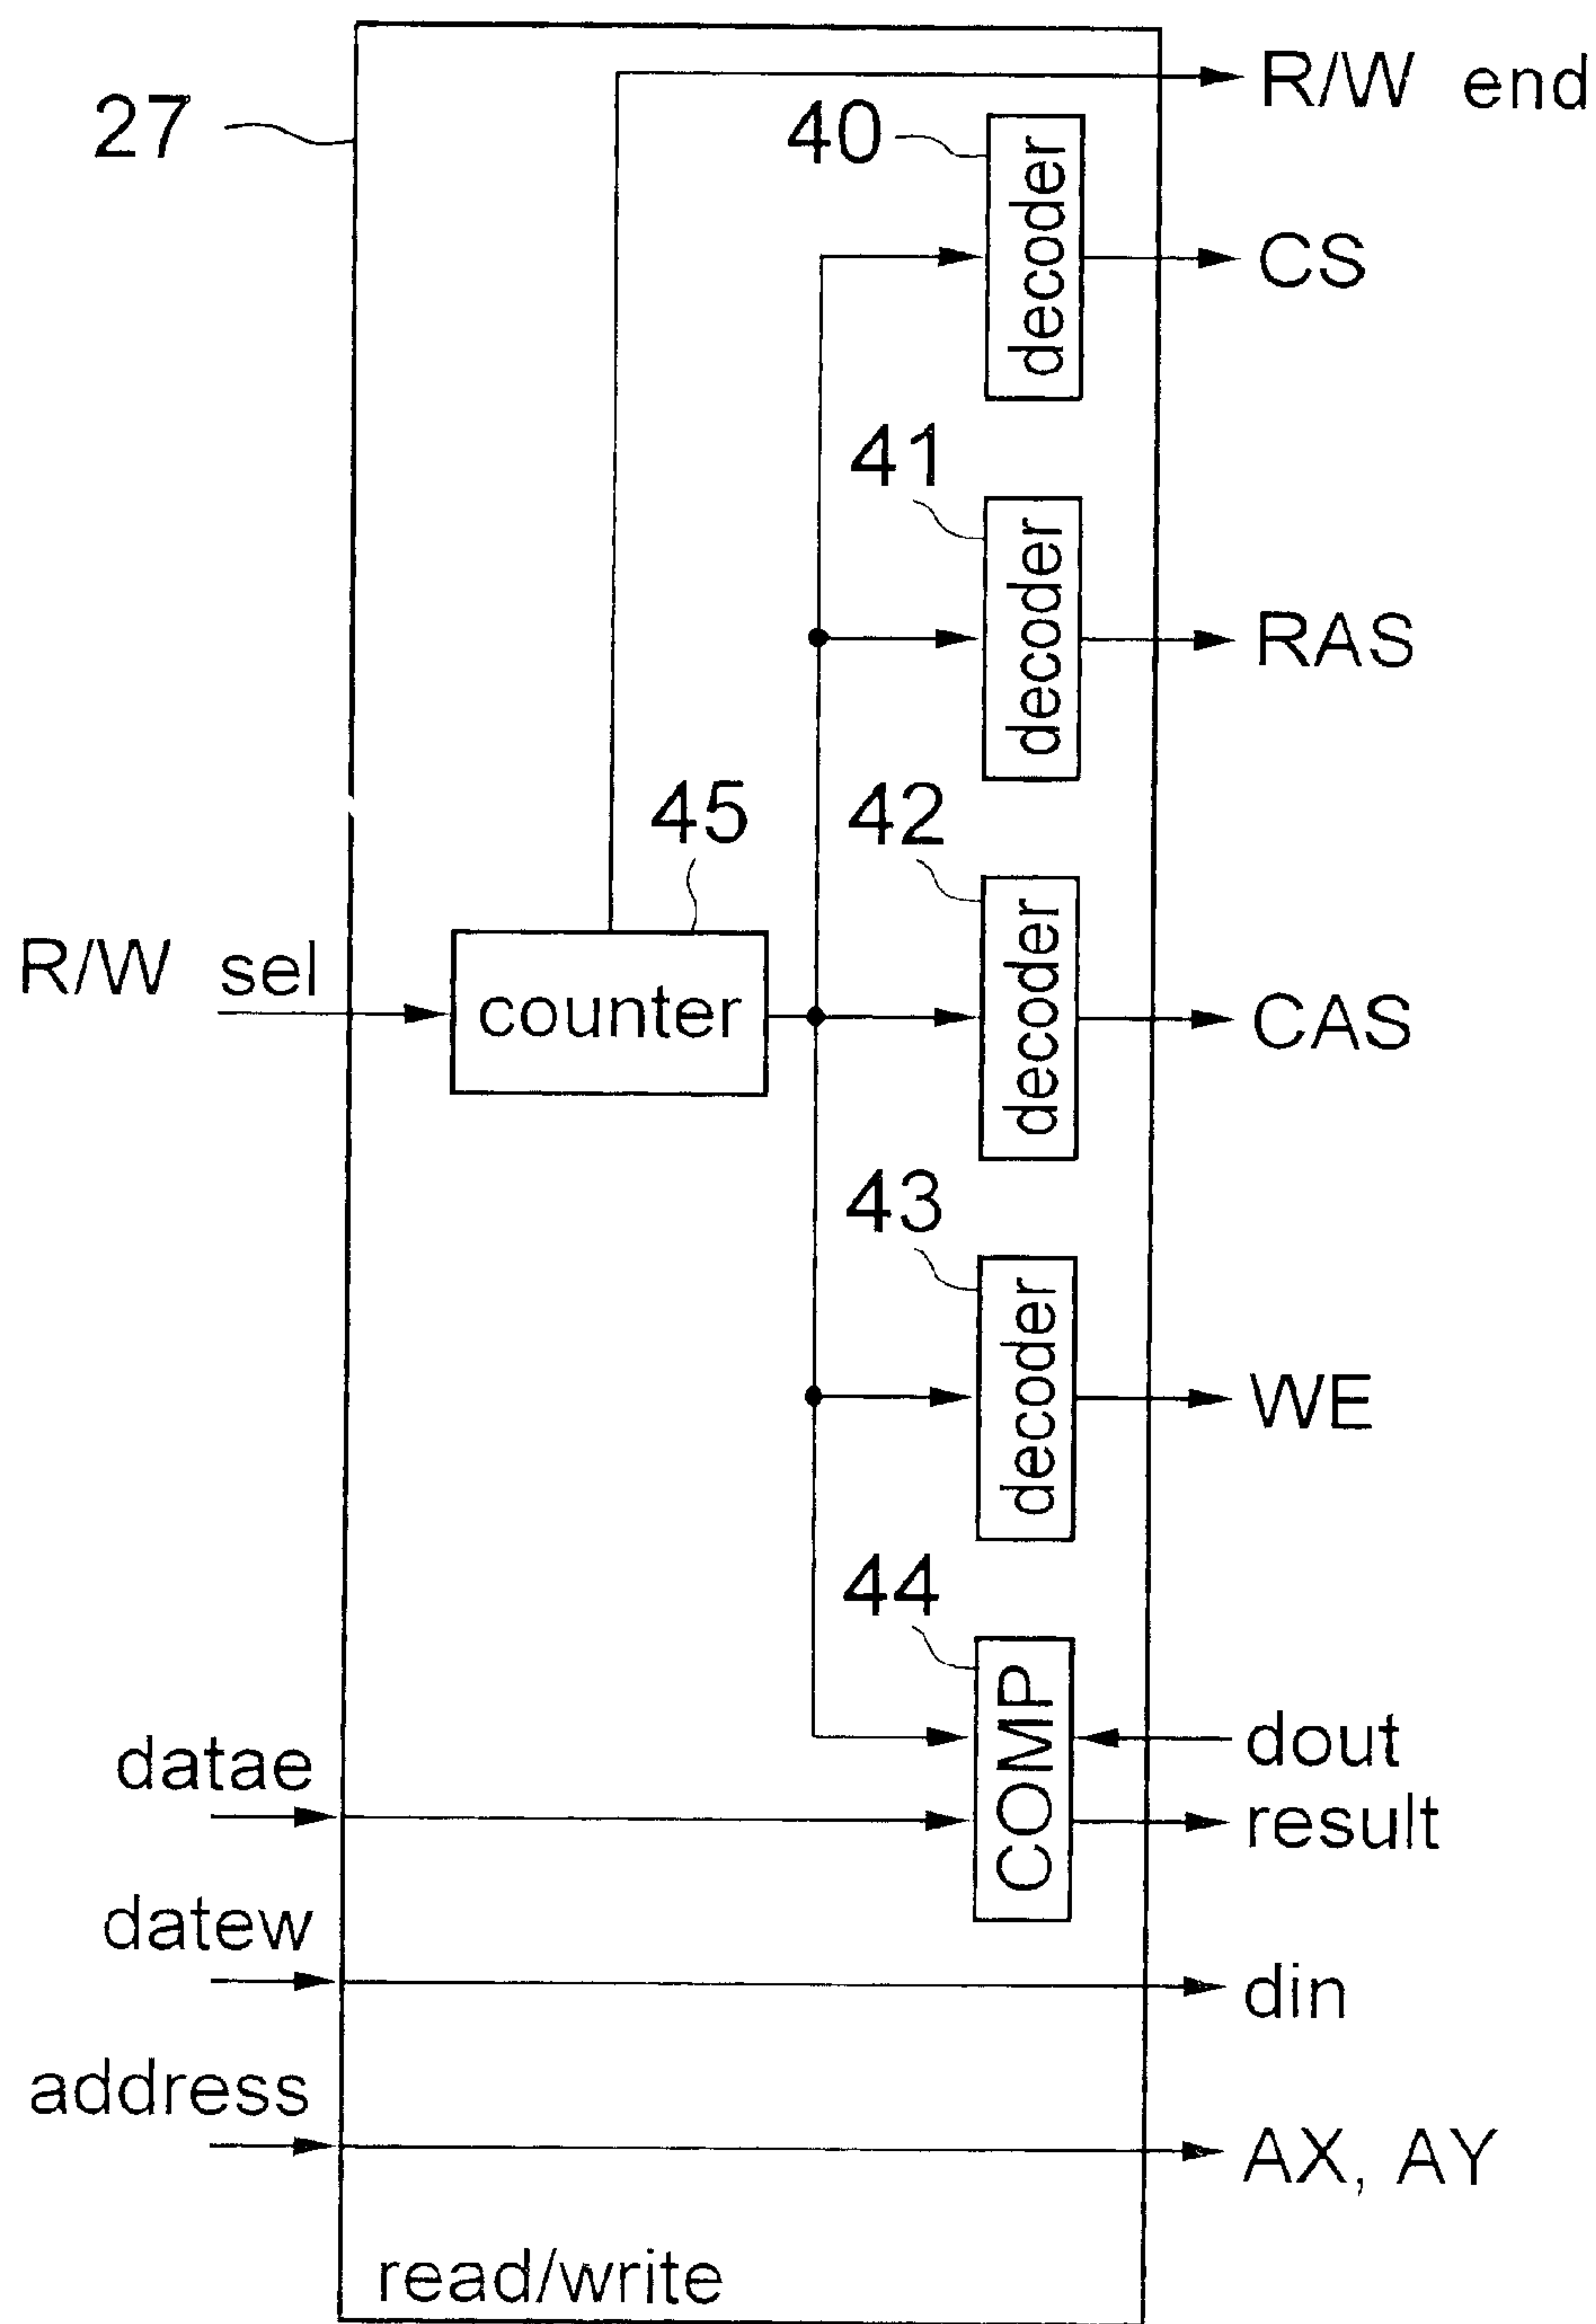 R/W end
27
40
decoder
CS
41
decoder
RAS
45
42
R/W sel
counter
decoder
CAS
43
decoder
WE
44
COMP
datae
dout
result
datew
din
address
AX, AY
read/write